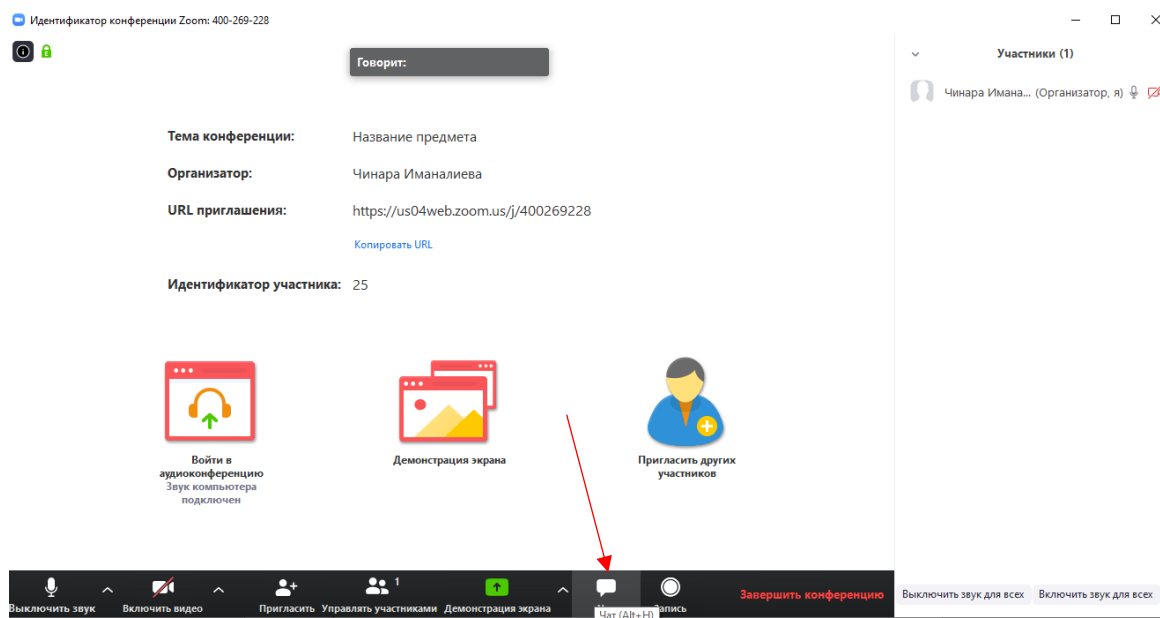 Идентификатор конференции Zoom: 400-269-228
Говорит:
Участники (1)
Чинара Имана... (Организатор, я)
Тема конференции: Название предмета
Организатор: Чинара Иманалиева
URL приглашения: https://us04web.zoom.us/j/400269228
Копировать URL
Идентификатор участника: 25
Войти в
аудиоконференцию
Звук компьютера
подключен
Демонстрация экрана
Пригласить других
участников
1
Выключить звук Включить видео Пригласить Управлять участниками Демонстрация экрана Запись Завершить конференцию
Чат (Alt+H)
Выключить звук для всех Включить звук для всех